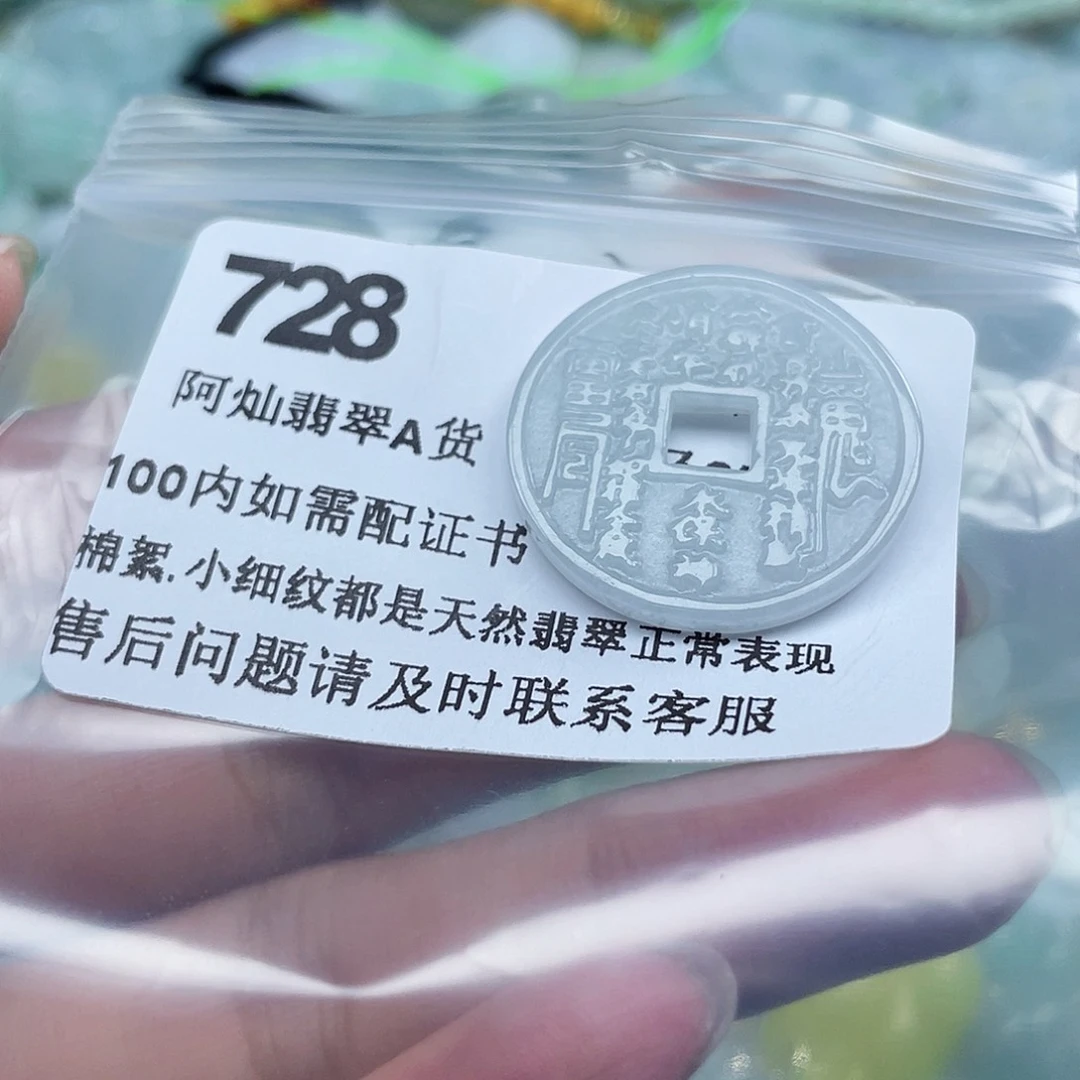 728
阿灿翡翠A货
100内如需配证书
棉絮.小细纹都是天然翡翠正常表现
售后问题请及时联系客服